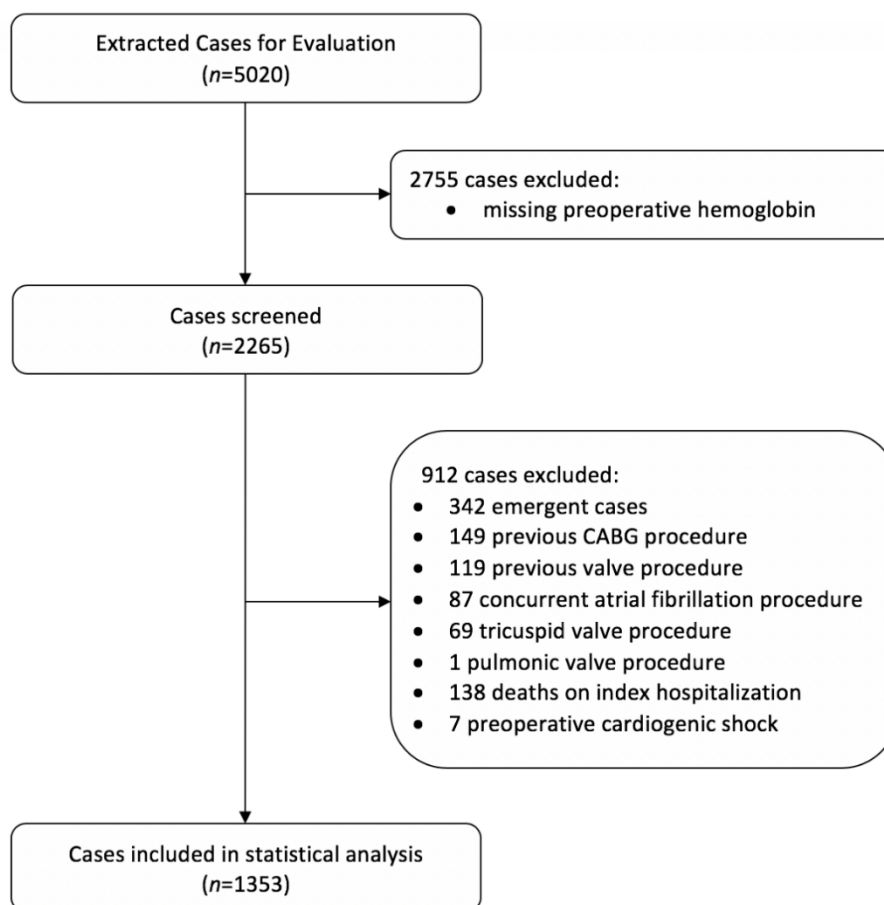 Extracted Cases for Evaluation
(n=5020)
2755 cases excluded:
• missing preoperative hemoglobin
Cases screened
(n=2265)
912 cases excluded:
• 342 emergent cases
• 149 previous CABG procedure
• 119 previous valve procedure
• 87 concurrent atrial fibrillation procedure
• 69 tricuspid valve procedure
• 1 pulmonic valve procedure
• 138 deaths on index hospitalization
• 7 preoperative cardiogenic shock
Cases included in statistical analysis
(n=1353)